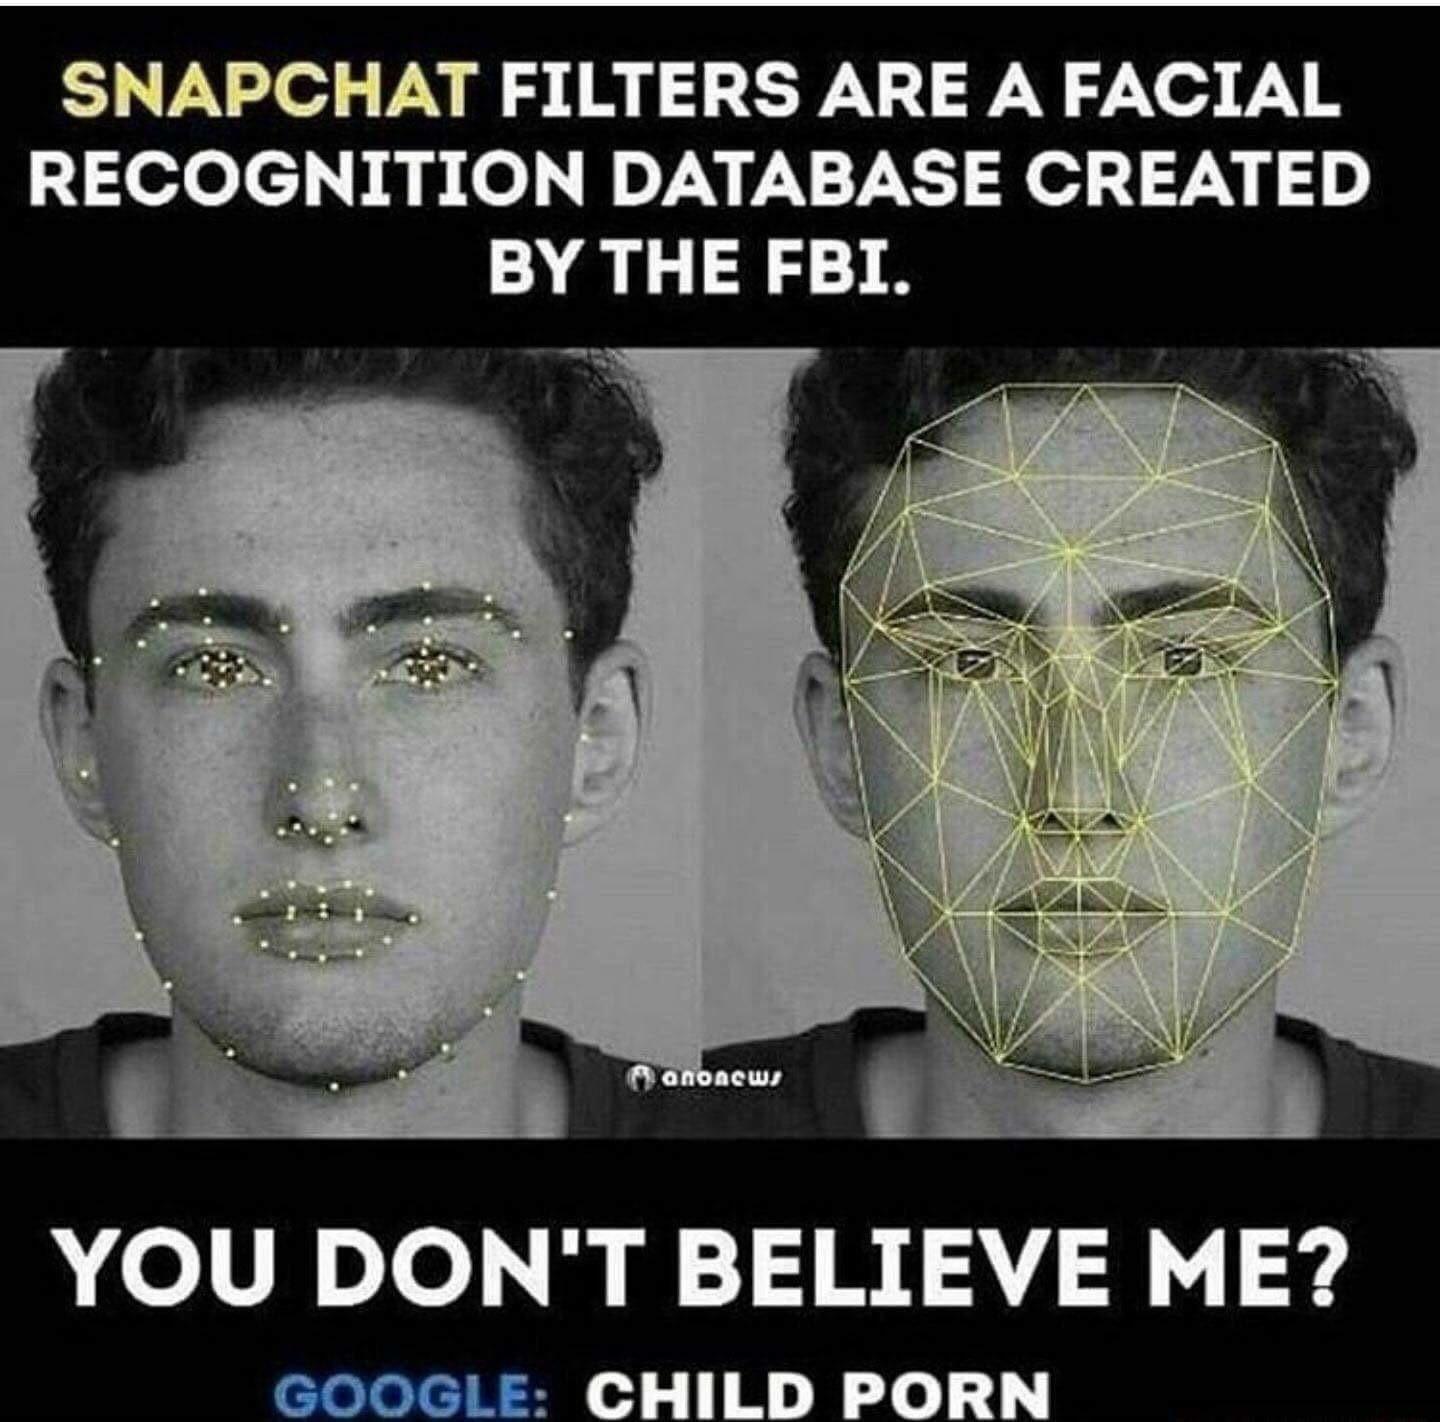 SNAPCHAT FILTERS ARE A FACIAL
RECOGNITION DATABASE CREATED
BY THE FBI.
anonews
YOU DON'T BELIEVE ME?
GOOGLE: CHILD PORN